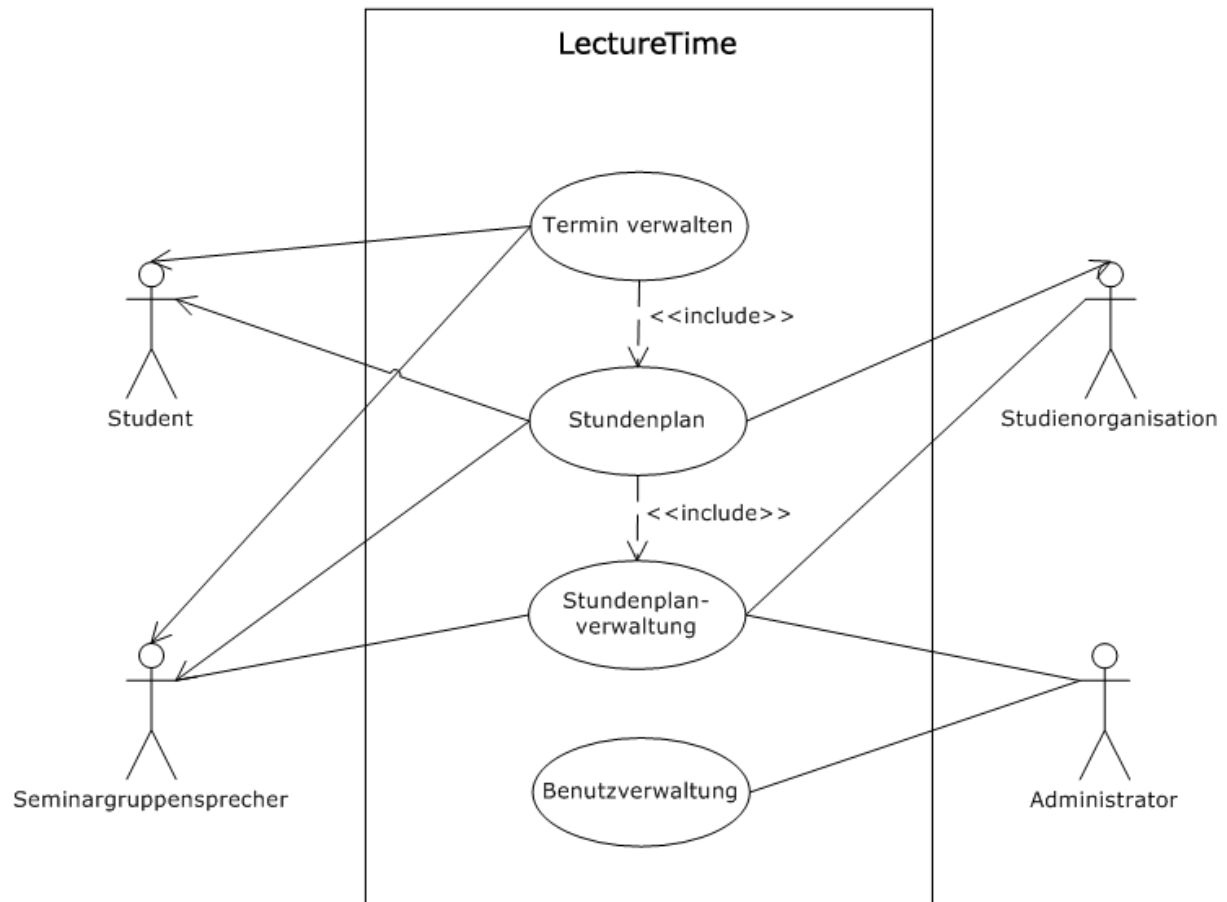 LectureTime
Termin verwalten
<<include>>
Student
Stundenplan
Studienorganisation
<<include>>
Stundenplan-
verwaltung
Seminargruppensprecher
Benutzverwaltung
Administrator